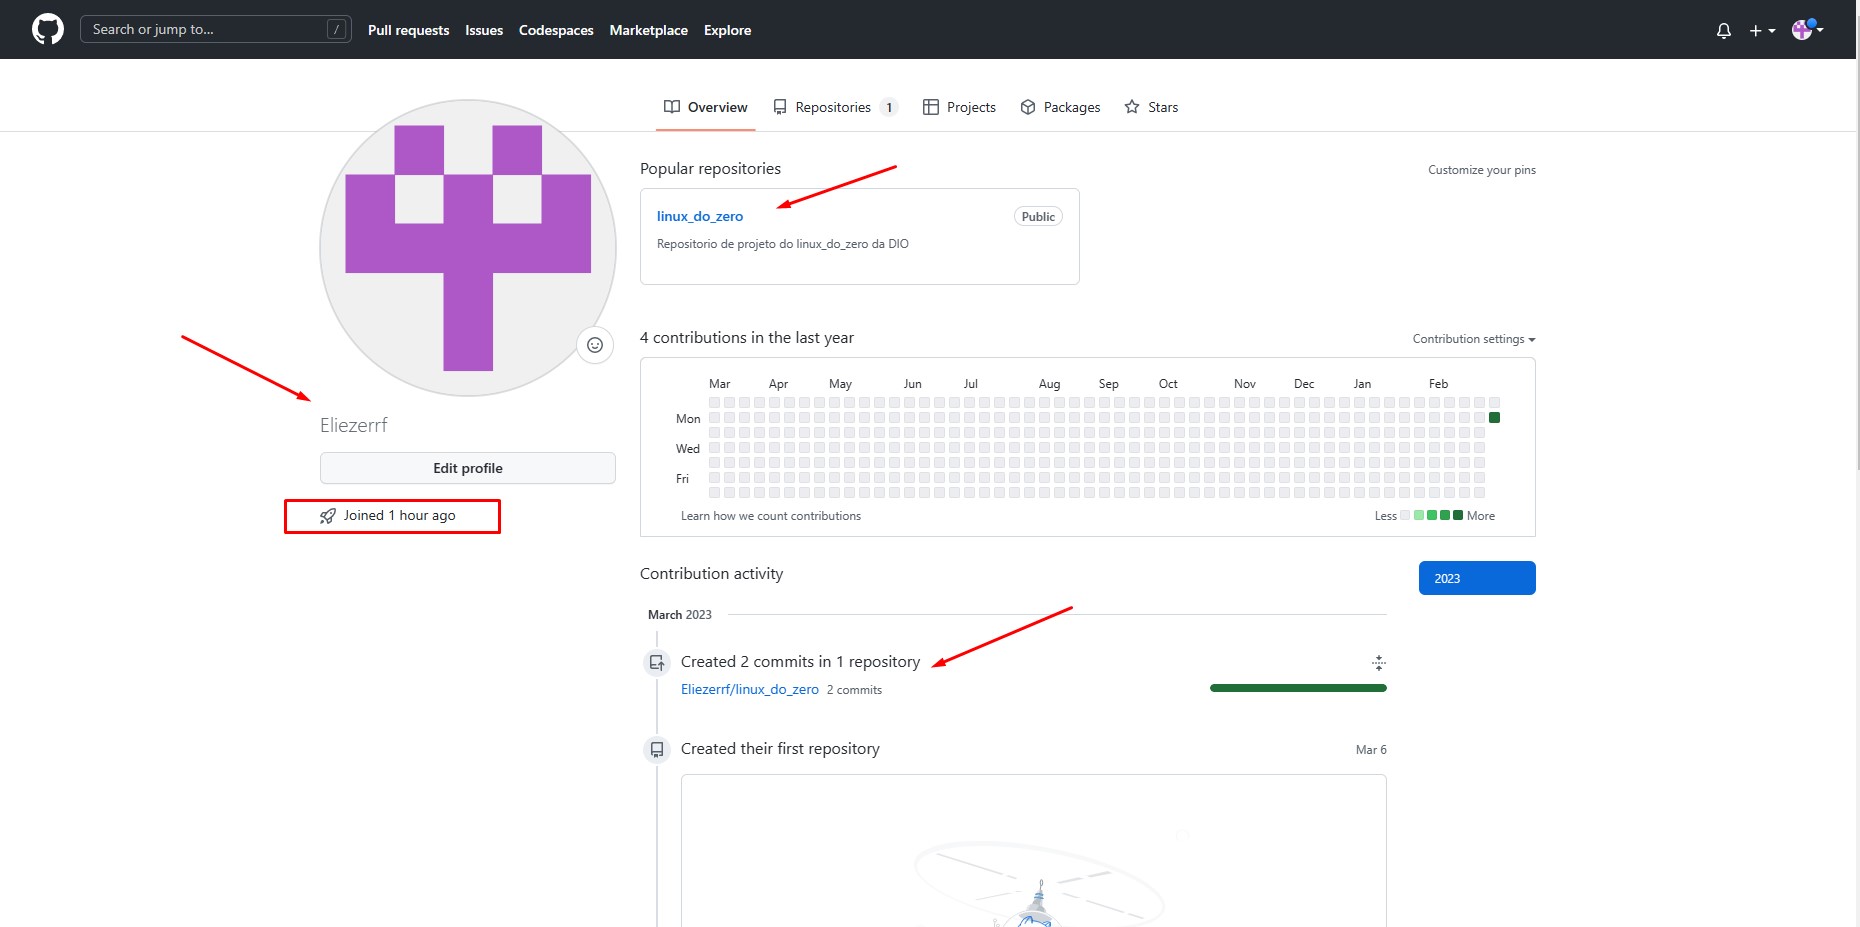 Search or jump to... /
Pull requests Issues Codespaces Marketplace Explore
Overview Repositories 1 Projects Packages Stars
Popular repositories
Customize your pins
linux_do_zero Public
Repositorio de projeto do linux_do_zero da DIO
Eliezerrf
Edit profile
Joined 1 hour ago
4 contributions in the last year
Contribution settings
Mar Apr May Jun Jul Aug Sep Oct Nov Dec Jan Feb
Mon
Wed
Fri
Learn how we count contributions
Less More
Contribution activity
2023
March 2023
Created 2 commits in 1 repository
Eliezerrf/linux_do_zero 2 commits
Created their first repository
Mar 6